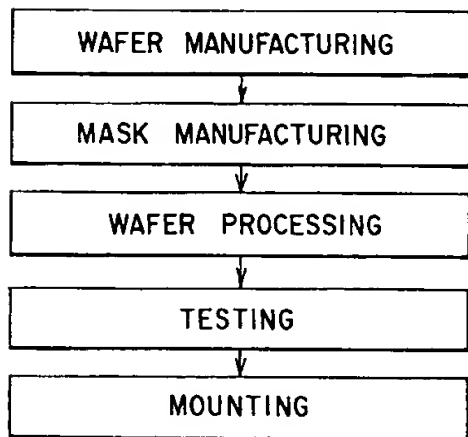 WAFER MANUFACTURING
MASK MANUFACTURING
WAFER PROCESSING
TESTING
MOUNTING